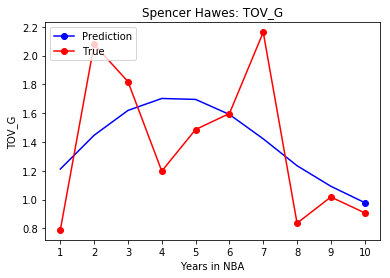 Spencer Hawes: TOV_G
Prediction
True
2.2
2.0
1.8
1.6
1.4
1.2
1.0
0.8
TOV_G
1 2 3 4 5 6 7 8 9 10
Years in NBA